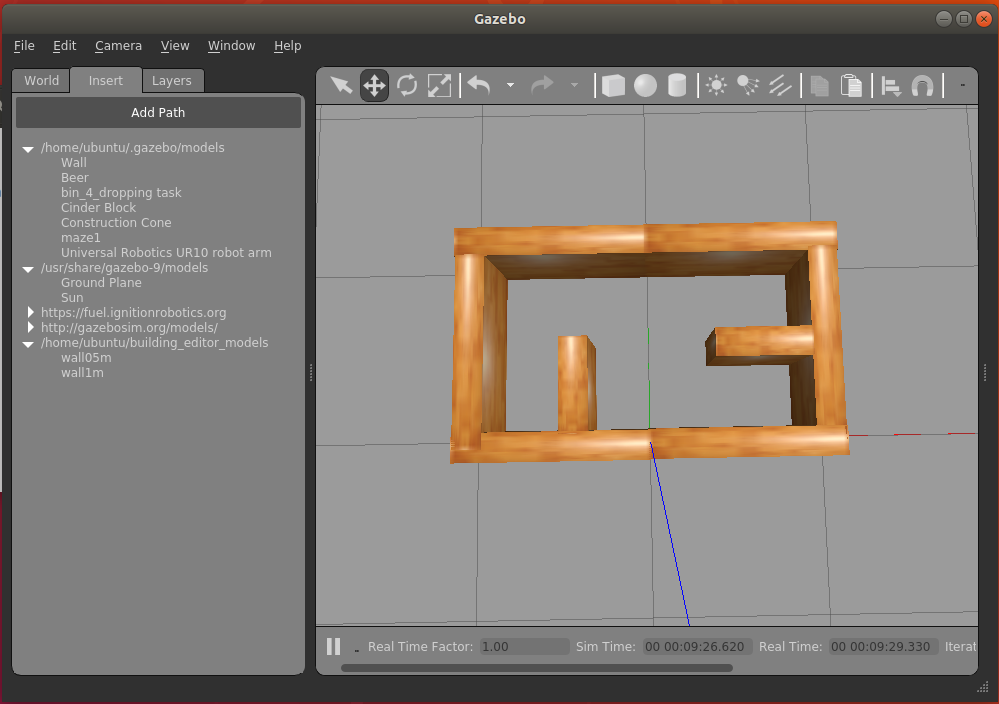 Gazebo
File Edit Camera View Window Help
World Insert Layers
Add Path
/home/ubuntu/.gazebo/models
Wall
Beer
bin_4_dropping task
Cinder Block
Construction Cone
maze1
Universal Robotics UR10 robot arm
/usr/share/gazebo-9/models
Ground Plane
Sun
https://fuel.ignitionrobotics.org
http://gazebosim.org/models/
/home/ubuntu/building_editor_models
wall05m
wall1m
Real Time Factor: 1.00 Sim Time: 00 00:09:26.620 Real Time: 00 00:09:29.330 Iterat